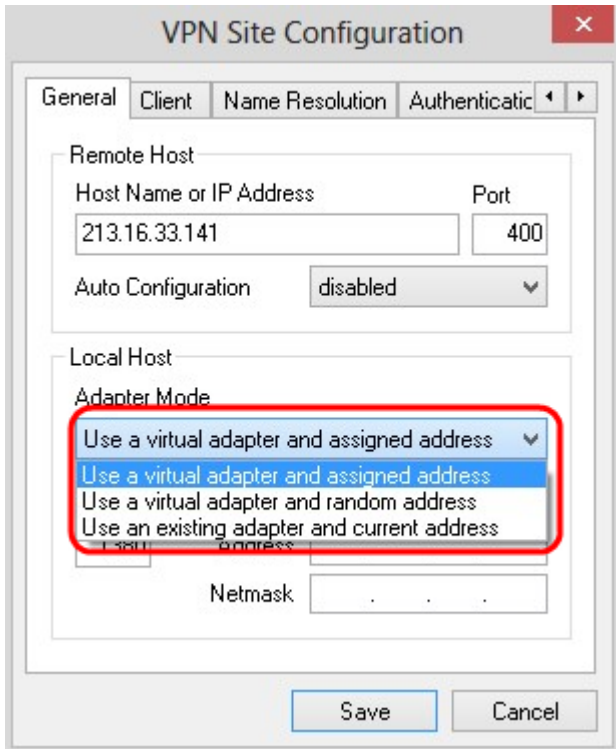 VPN Site Configuration
General Client Name Resolution Authenticatic
Remote Host
Host Name or IP Address Port
213.16.33.141 400
Auto Configuration disabled
Local Host
Adapter Mode
Use a virtual adapter and assigned address
Use a virtual adapter and assigned address
Use a virtual adapter and random address
Use an existing adapter and current address
1380 Address
Netmask . . .
Save Cancel